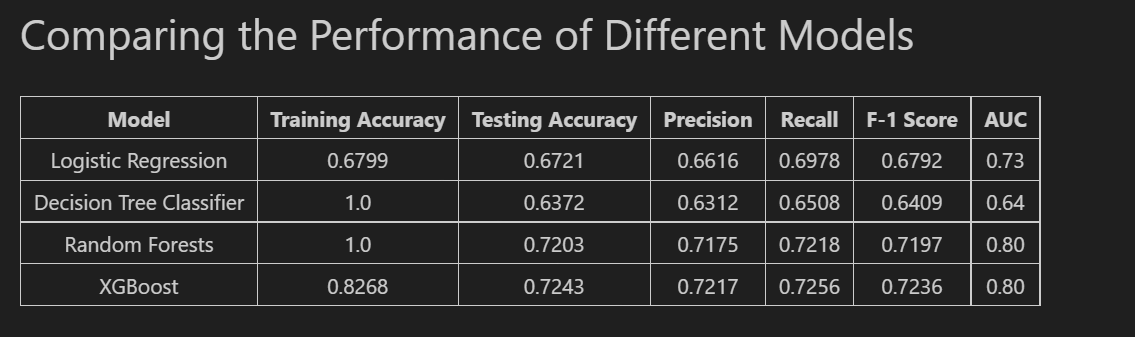 Comparing the Performance of Different Models
Model Training Accuracy Testing Accuracy Precision Recall F-1 Score AUC
Logistic Regression 0.6799 0.6721 0.6616 0.6978 0.6792 0.73
Decision Tree Classifier 1.0 0.6372 0.6312 0.6508 0.6409 0.64
Random Forests 1.0 0.7203 0.7175 0.7218 0.7197 0.80
XGBoost 0.8268 0.7243 0.7217 0.7256 0.7236 0.80